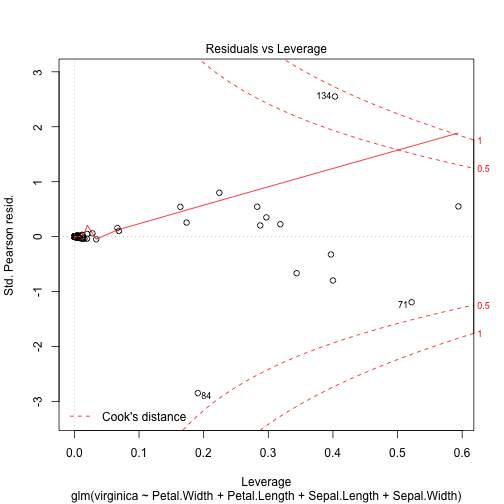 Residuals vs Leverage
Std. Pearson resid.
3
2
1
0
-1
-2
-3
134
71
84
1
0.5
0.5
1
Cook's distance
0.0 0.1 0.2 0.3 0.4 0.5 0.6
Leverage
glm(virginica ~ Petal.Width + Petal.Length + Sepal.Length + Sepal.Width)